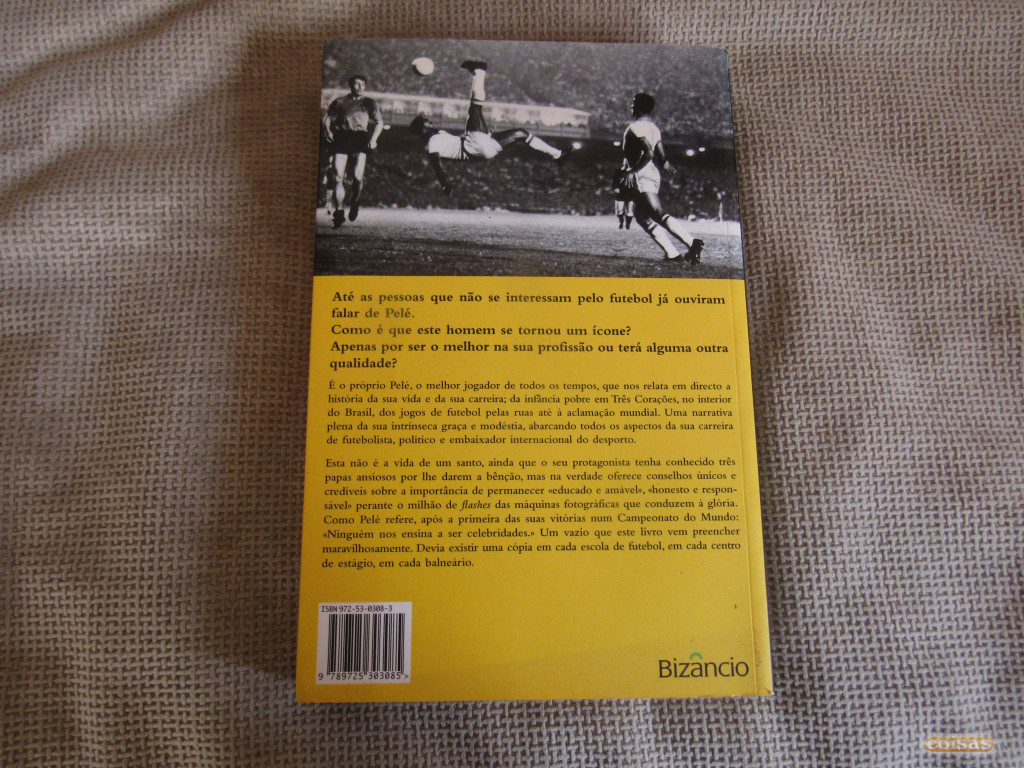 Até as pessoas que não se interessam pelo futebol já ouviram
falar de Pelé.
Como é que este homem se tornou um ícone?
Apenas por ser o melhor na sua profissão ou terá alguma outra
qualidade?
É o próprio Pelé, o melhor jogador de todos os tempos, que nos relata em directo a
história da sua vida e da sua carreira; da infância pobre em Três Corações, no interior
do Brasil, dos jogos de futebol pelas ruas até à aclamação mundial. Uma narrativa
plena da sua intrínseca graça e modéstia, abarcando todos os aspectos da sua carreira
de futebolista, político e embaixador internacional do desporto.
Esta não é a vida de um santo, ainda que o seu protagonista tenha conhecido três
papas ansiosos por lhe darem a bênção, mas na verdade oferece conselhos únicos e
credíveis sobre a importância de permanecer «educado e amável», «honesto e respon-
sável» perante o milhão de flashes das máquinas fotográficas que conduzem à glória.
Como Pelé refere, após a primeira das suas vitórias num Campeonato do Mundo:
«Ninguém nos ensina a ser celebridades.» Um vazio que este livro vem preencher
maravilhosamente. Devia existir uma cópia em cada escola de futebol, em cada centro
de estágio, em cada balneário.
ISBN 972-53-0308-3
9 789725 303085>
Bizâncio
coisas